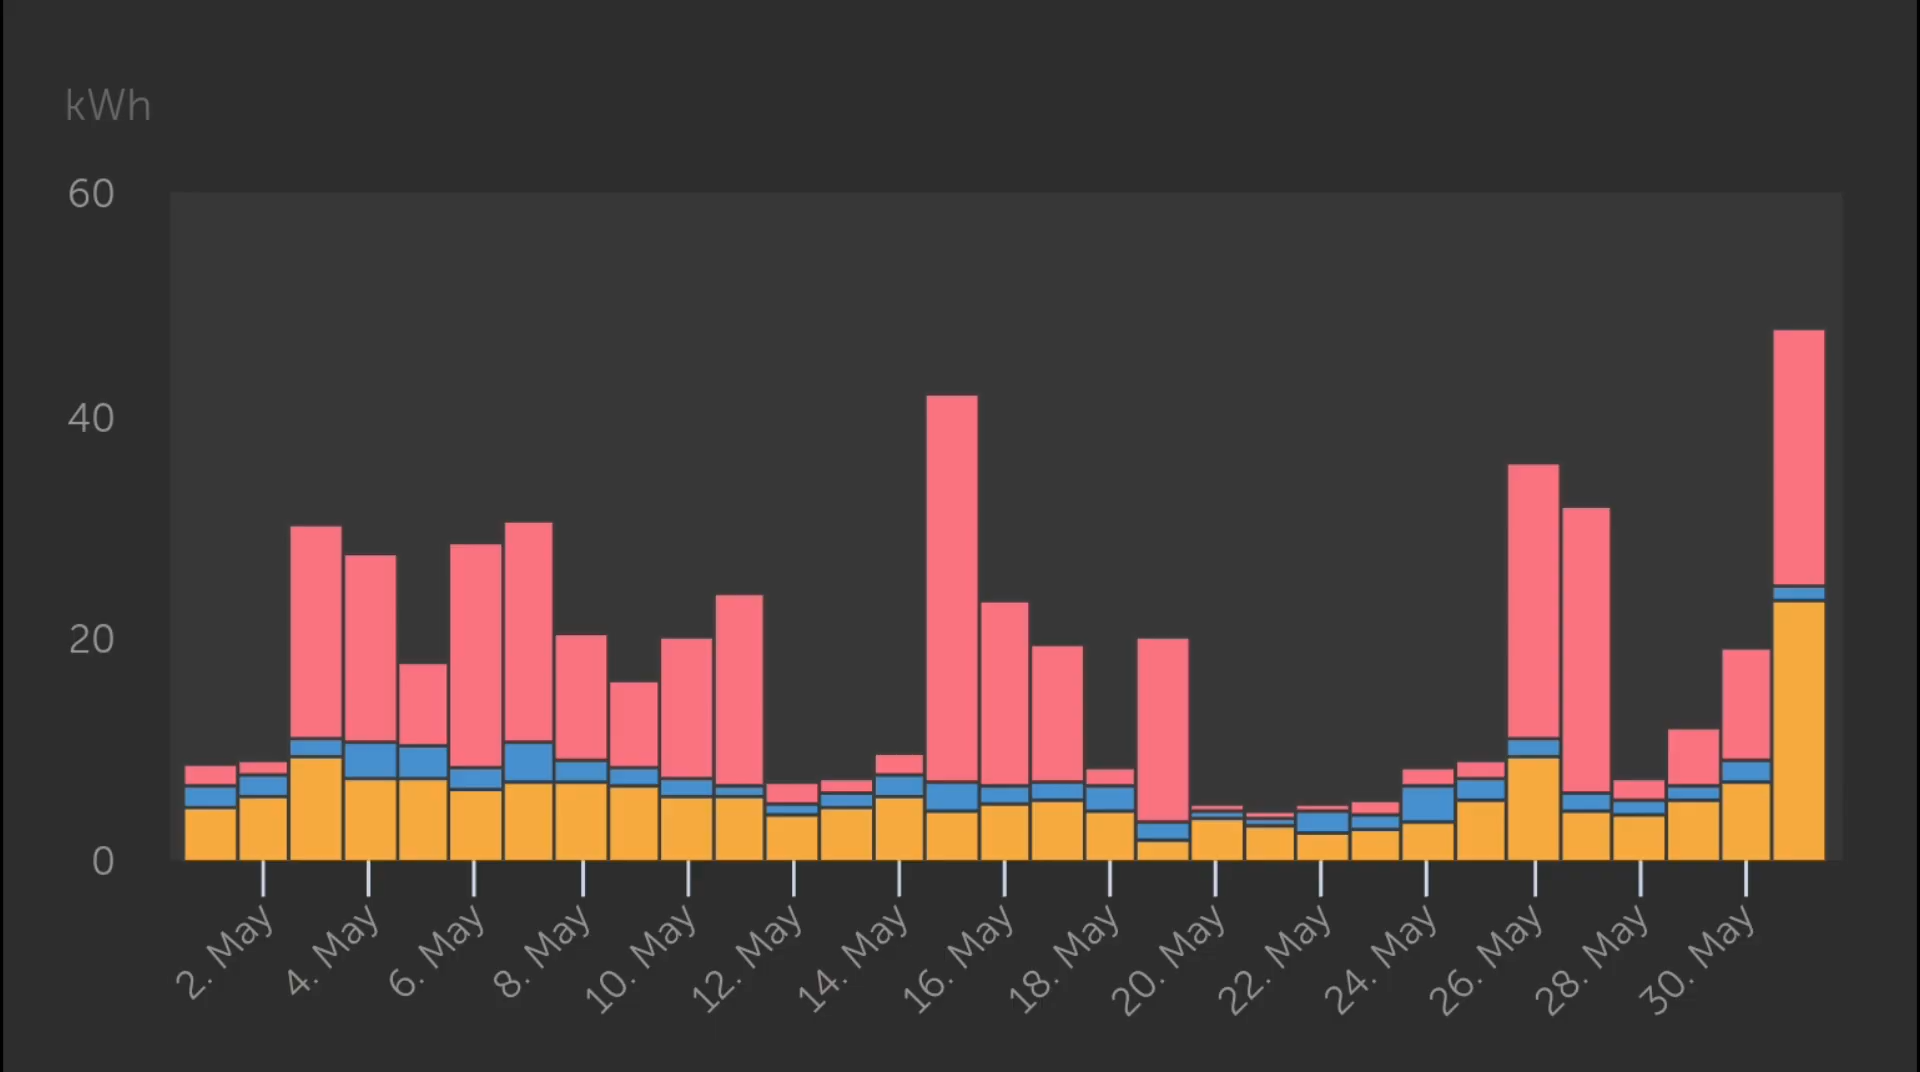 kWh
60
40
20
0
2. May
4. May
6. May
8. May
10. May
12. May
14. May
16. May
18. May
20. May
22. May
24. May
26. May
28. May
30. May